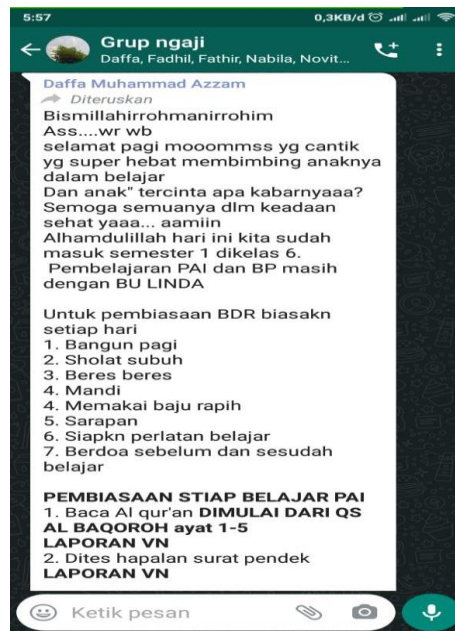 5:57 0,3KB/d
Grup ngaji
Daffa, Fadhil, Fathir, Nabila, Novit...
Daffa Muhammad Azzam
Diteruskan
Bismillahirrohmanirrohim
Ass....wr wb
selamat pagi mooommss yg cantik
yg super hebat membimbing anaknya
dalam belajar
Dan anak" tercinta apa kabarnyaaa?
Semoga semuanya dlm keadaan
sehat yaaa... aamiin
Alhamdulillah hari ini kita sudah
masuk semester 1 dikelas 6.
Pembelajaran PAI dan BP masih
dengan BU LINDA
Untuk pembiasaan BDR biasakn
setiap hari
1. Bangun pagi
2. Sholat subuh
3. Beres beres
4. Mandi
4. Memakai baju rapih
5. Sarapan
6. Siapkn perlatan belajar
7. Berdoa sebelum dan sesudah
belajar
PEMBIASAAN STIAP BELAJAR PAI
1. Baca Al qur'an DIMULAI DARI QS
AL BAQOROH ayat 1-5
LAPORAN VN
2. Dites hapalan surat pendek
LAPORAN VN
Ketik pesan